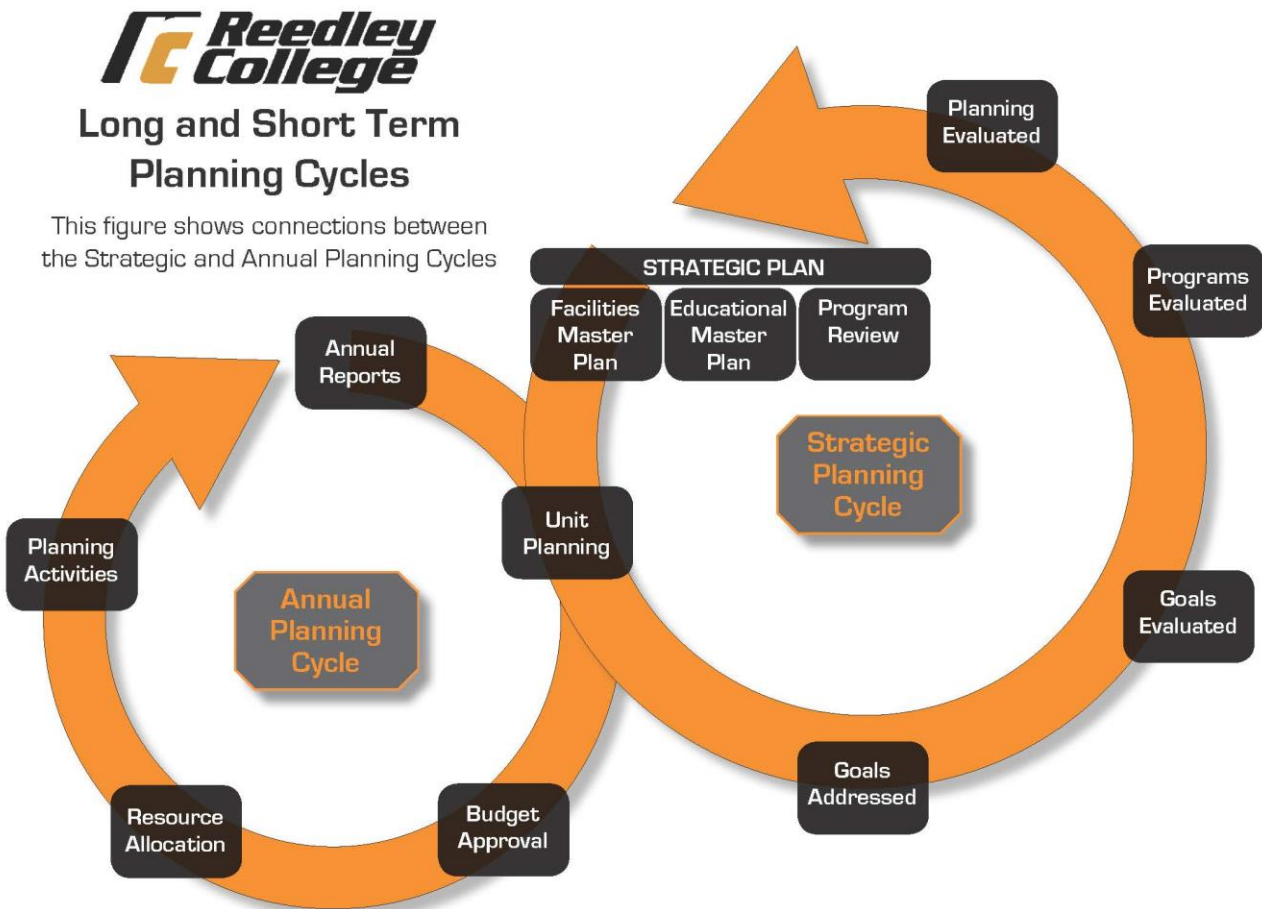 Reedley
College
Long and Short Term
Planning Cycles
This figure shows connections between
the Strategic and Annual Planning Cycles
Planning
Evaluated
Programs
Evaluated
STRATEGIC PLAN
Facilities
Master
Plan
Educational
Master
Plan
Program
Review
Annual
Reports
Strategic
Planning
Cycle
Unit
Planning
Planning
Activities
Annual
Planning
Cycle
Goals
Evaluated
Goals
Addressed
Resource
Allocation
Budget
Approval